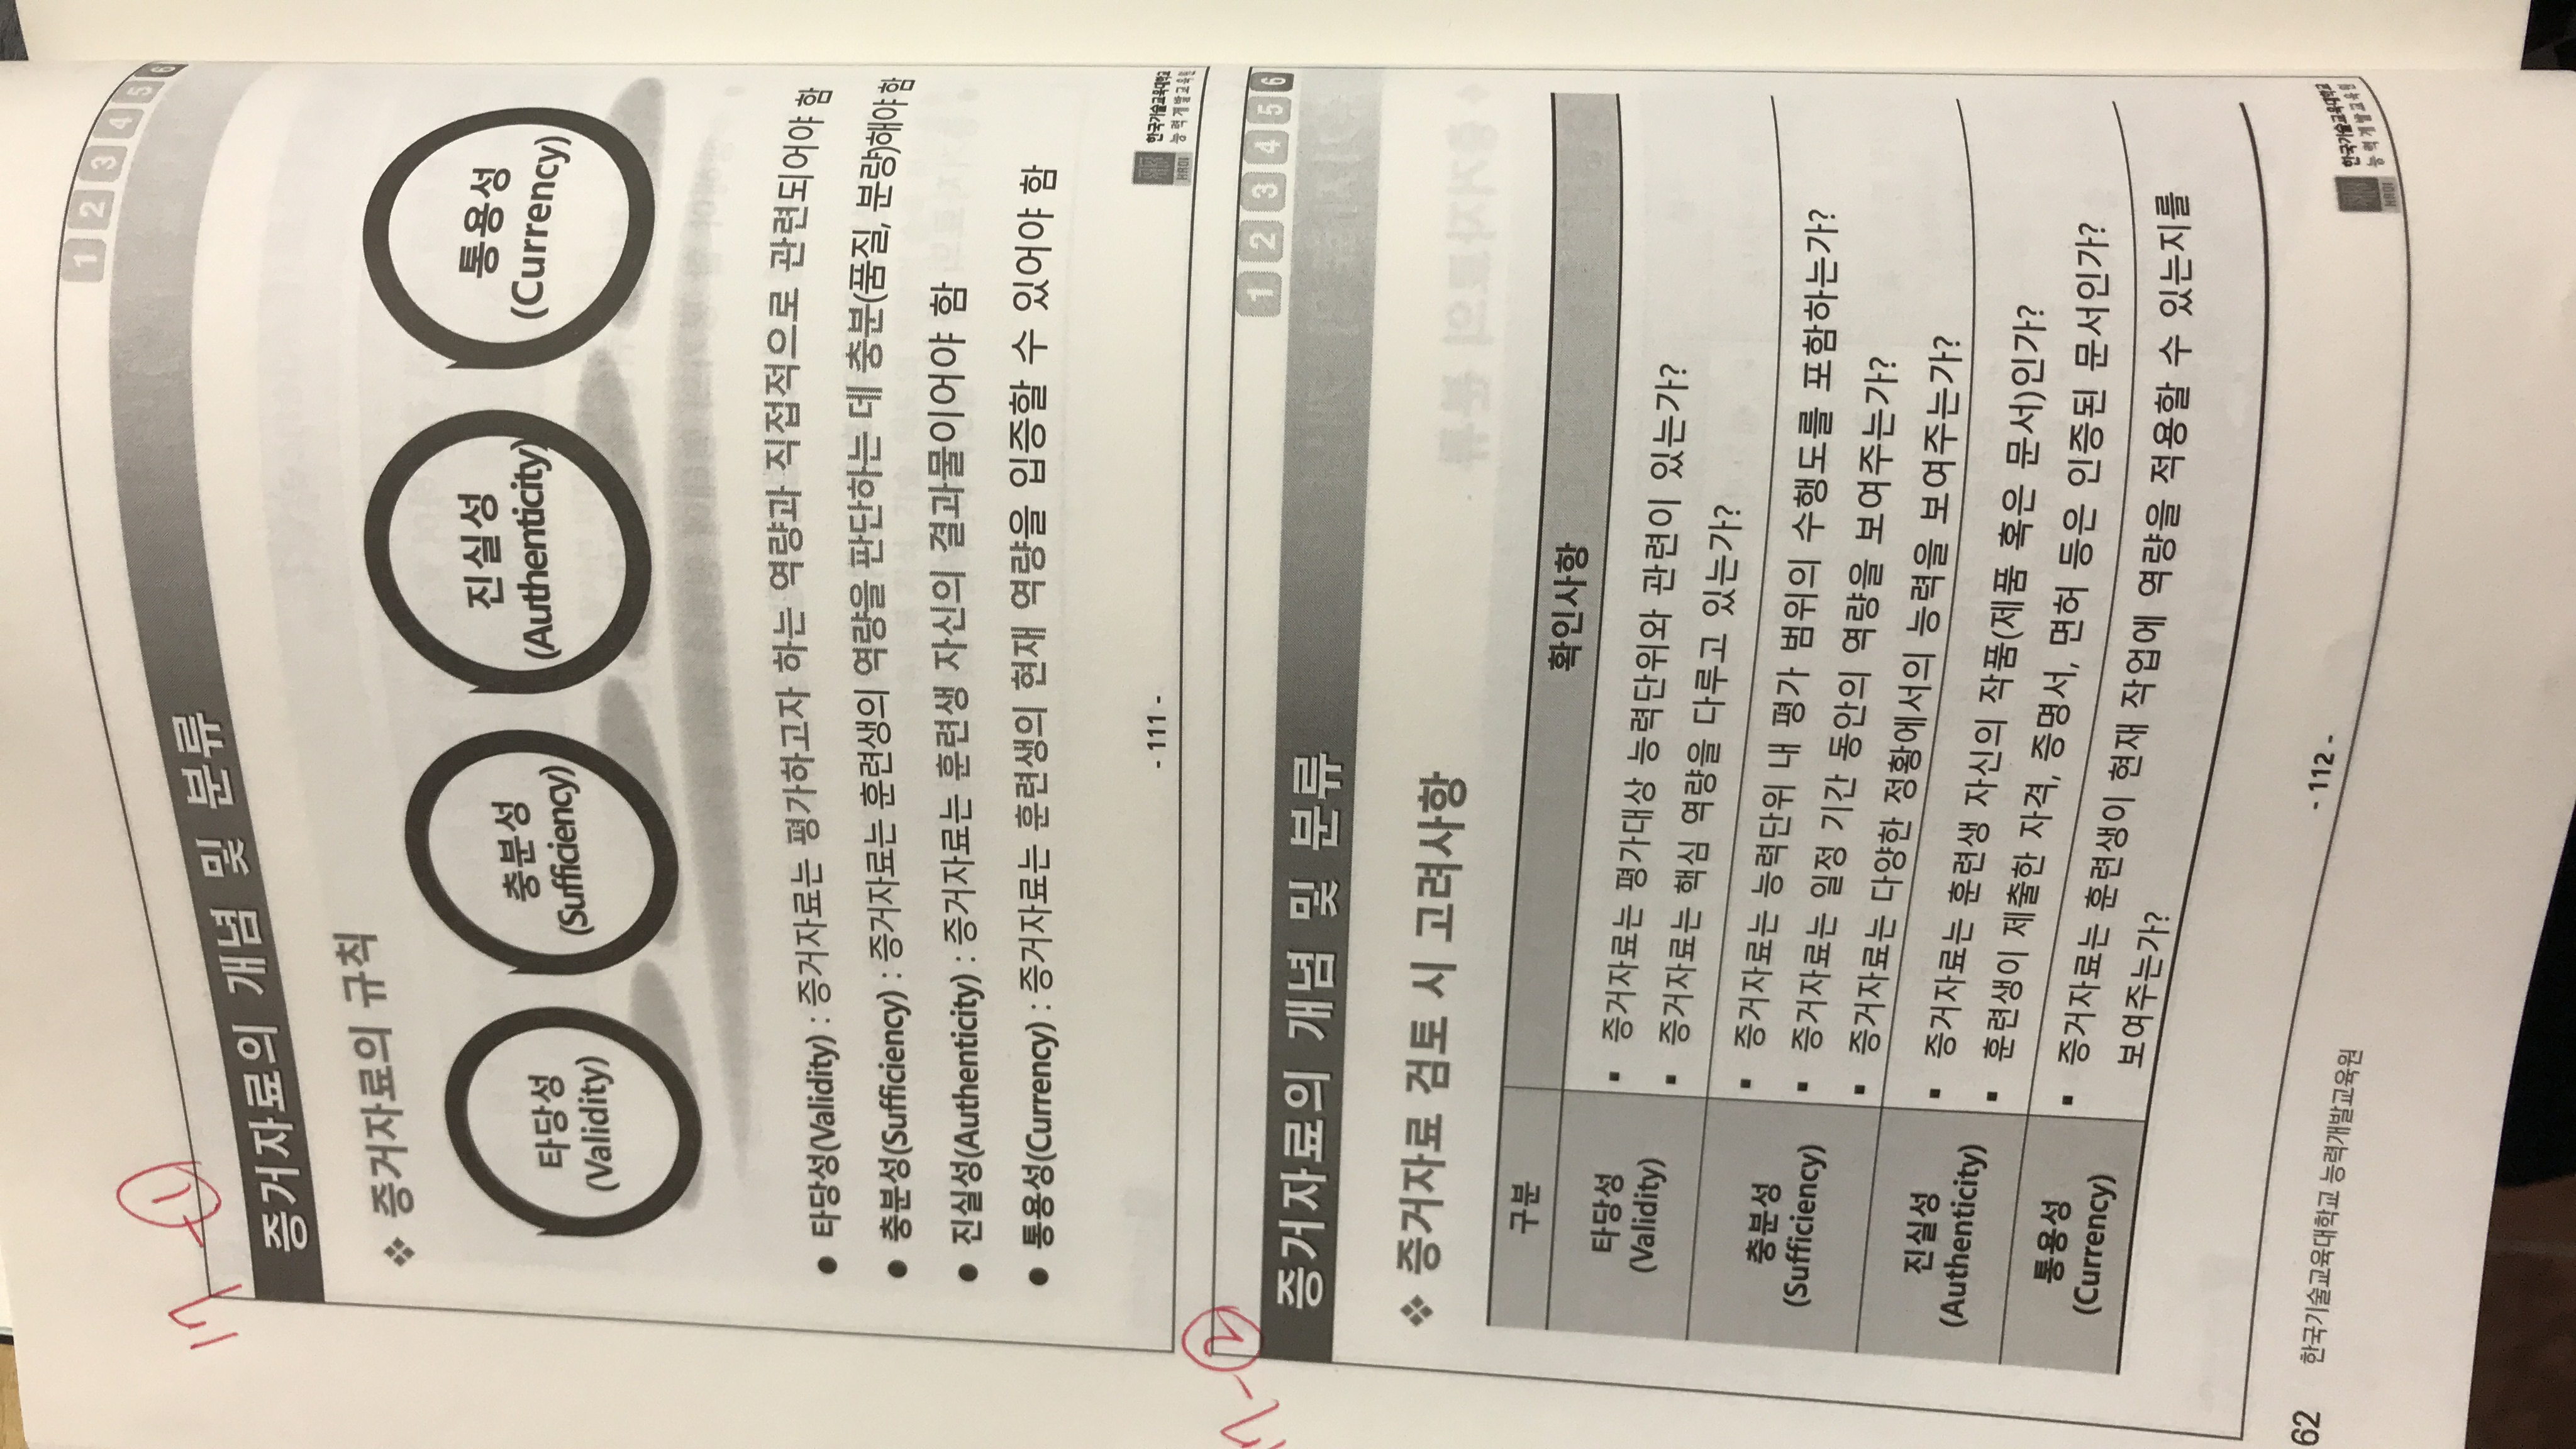 1 2 3 4 5 6
17 - ①
증거자료의 개념 및 분류
❖ 증거자료의 규칙
타당성
(Validity)
충분성
(Sufficiency)
진실성
(Authenticity)
통용성
(Currency)
● 타당성(Validity) : 증거자료는 평가하고자 하는 역량과 직접적으로 관련되어야 함
● 충분성(Sufficiency) : 증거자료는 훈련생의 역량을 판단하는 데 충분(품질, 분량)해야 함
● 진실성(Authenticity) : 증거자료는 훈련생 자신의 결과물이어야 함
● 통용성(Currency) : 증거자료는 훈련생의 현재 역량을 입증할 수 있어야 함
- 111 -
HRDI
한국기술교육대학교
능력개발교육원
17 - ②
1 2 3 4 5 6
증거자료의 개념 및 분류
❖ 증거자료 검토 시 고려사항
구분
확인사항
타당성
(Validity)
▪ 증거자료는 평가대상 능력단위와 관련이 있는가?
▪ 증거자료는 핵심 역량을 다루고 있는가?
충분성
(Sufficiency)
▪ 증거자료는 능력단위 내 평가 범위의 수행도를 포함하는가?
▪ 증거자료는 일정 기간 동안의 역량을 보여주는가?
▪ 증거자료는 다양한 정황에서의 능력을 보여주는가?
진실성
(Authenticity)
▪ 증거자료는 훈련생 자신의 작품(제품 혹은 문서)인가?
▪ 훈련생이 제출한 자격, 증명서, 면허 등은 인증된 문서인가?
통용성
(Currency)
▪ 증거자료는 훈련생이 현재 작업에 역량을 적용할 수 있는지를
보여주는가?
- 112 -
HRDI
한국기술교육대학교
능력개발교육원
62 한국기술교육대학교 능력개발교육원